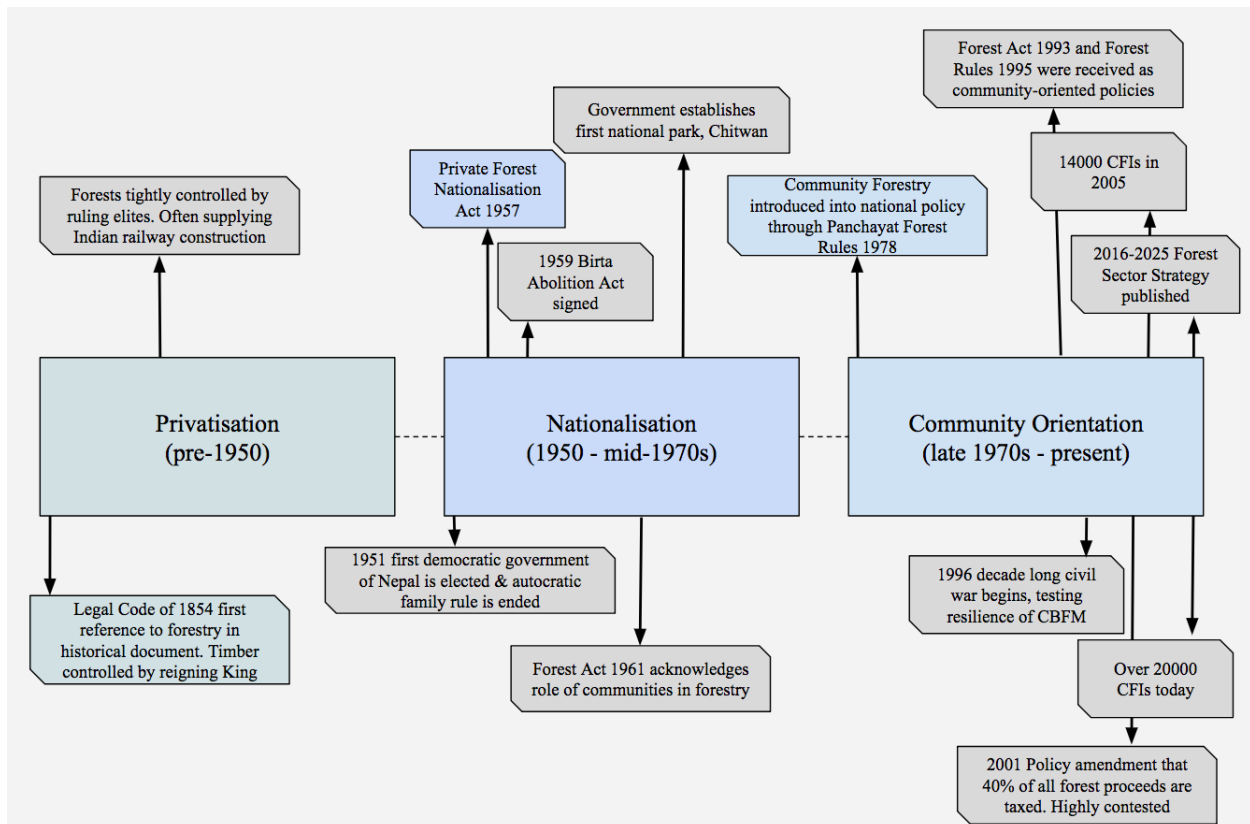 Forest Act 1993 and Forest
Rules 1995 were received as
community-oriented policies
Government establishes
first national park, Chitwan
14000 CFIs in
2005
Private Forest
Nationalisation
Act 1957
Forests tightly controlled by
ruling elites. Often supplying
Indian railway construction
Community Forestry
introduced into national policy
through Panchayat Forest
Rules 1978
1959 Birta
Abolition Act
signed
2016-2025 Forest
Sector Strategy
published
Privatisation
(pre-1950)
Nationalisation
(1950 - mid-1970s)
Community Orientation
(late 1970s - present)
1951 first democratic government
of Nepal is elected & autocratic
family rule is ended
1996 decade long civil
war begins, testing
resilience of CBFM
Legal Code of 1854 first
reference to forestry in
historical document. Timber
controlled by reigning King
Forest Act 1961 acknowledges
role of communities in forestry
Over 20000
CFIs today
2001 Policy amendment that
40% of all forest proceeds are
taxed. Highly contested